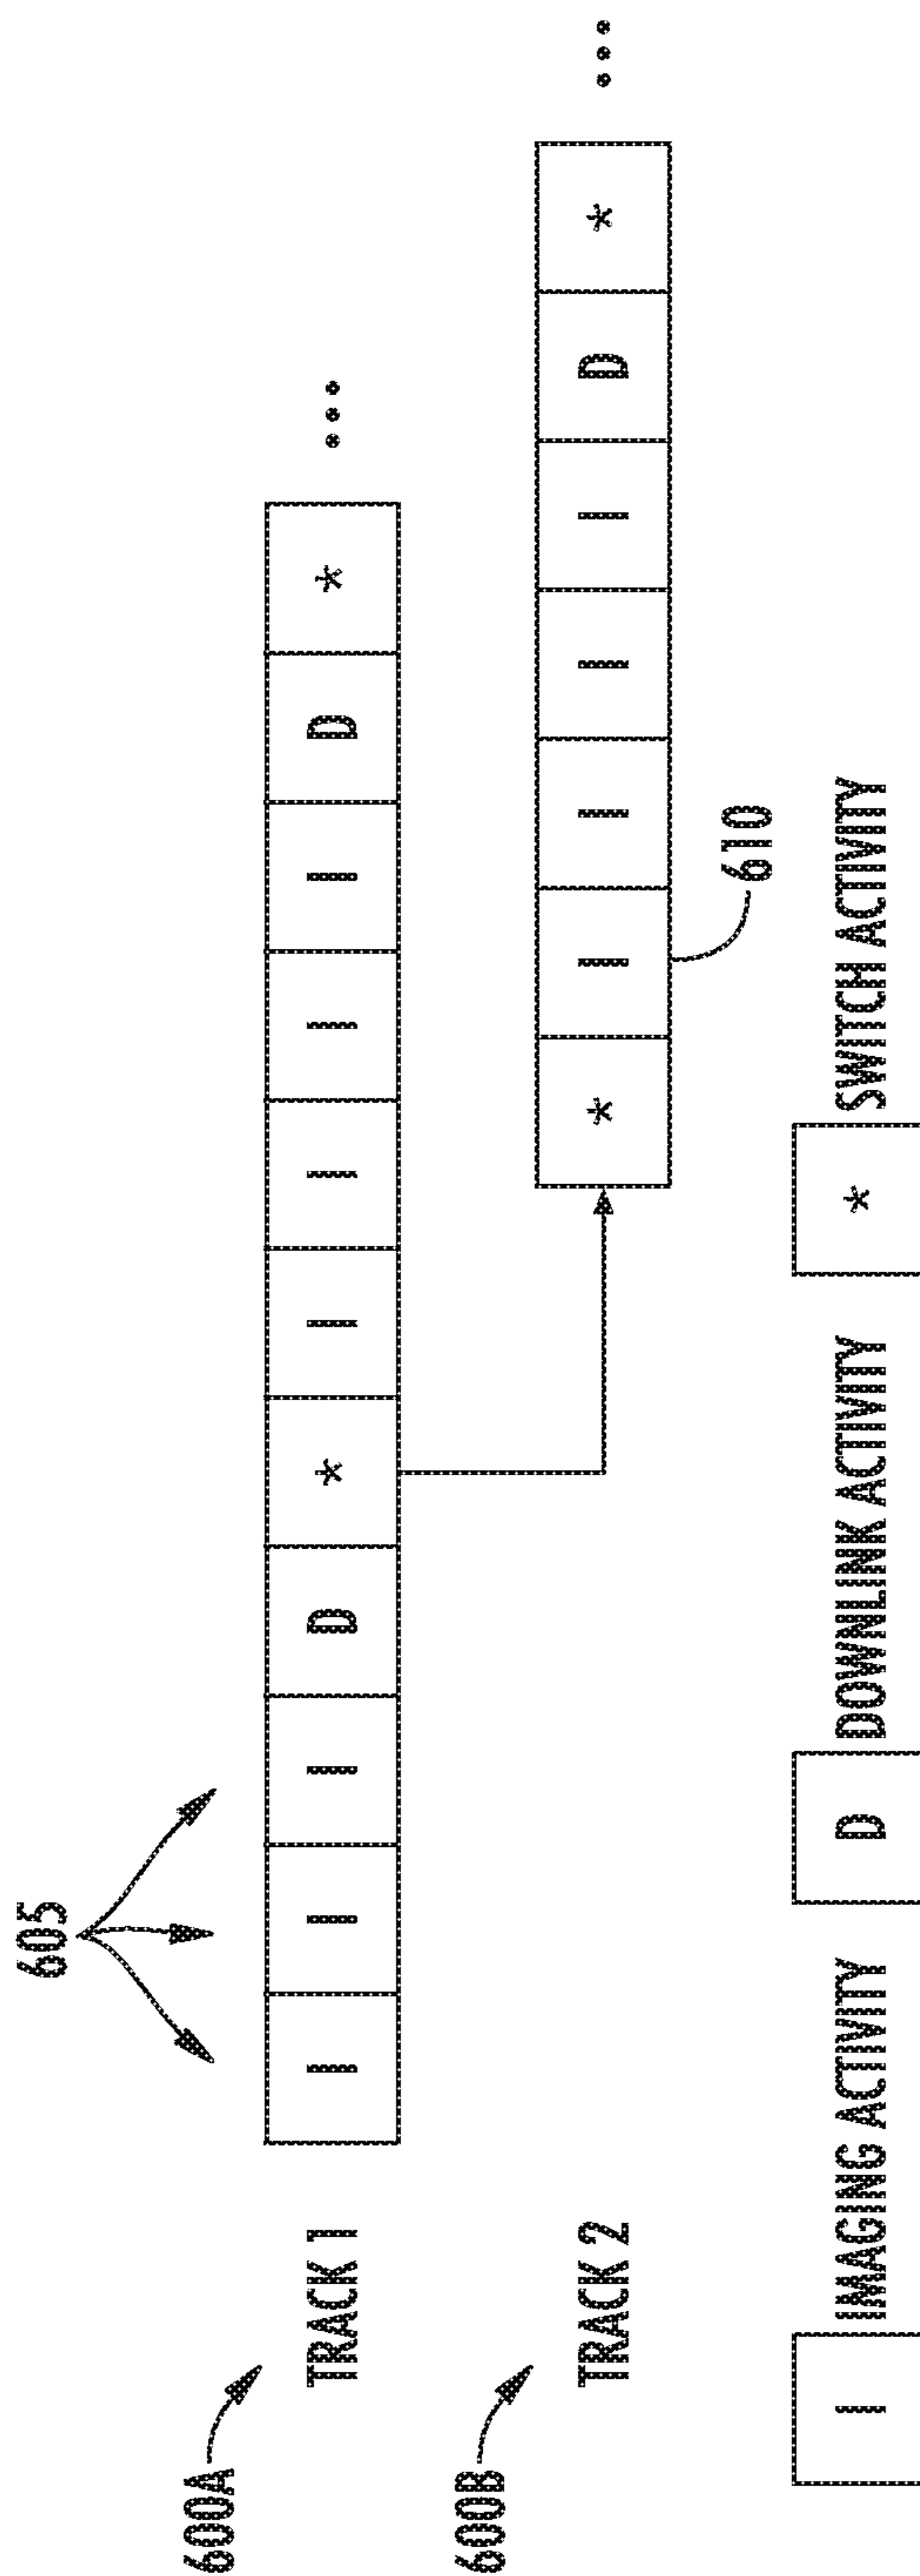 605
600A
TRACK 1 I I I D * I I I I D * •••
600B
TRACK 2 * I I I I D * •••
610
I IMAGING ACTIVITY D DOWNLINK ACTIVITY * SWITCH ACTIVITY